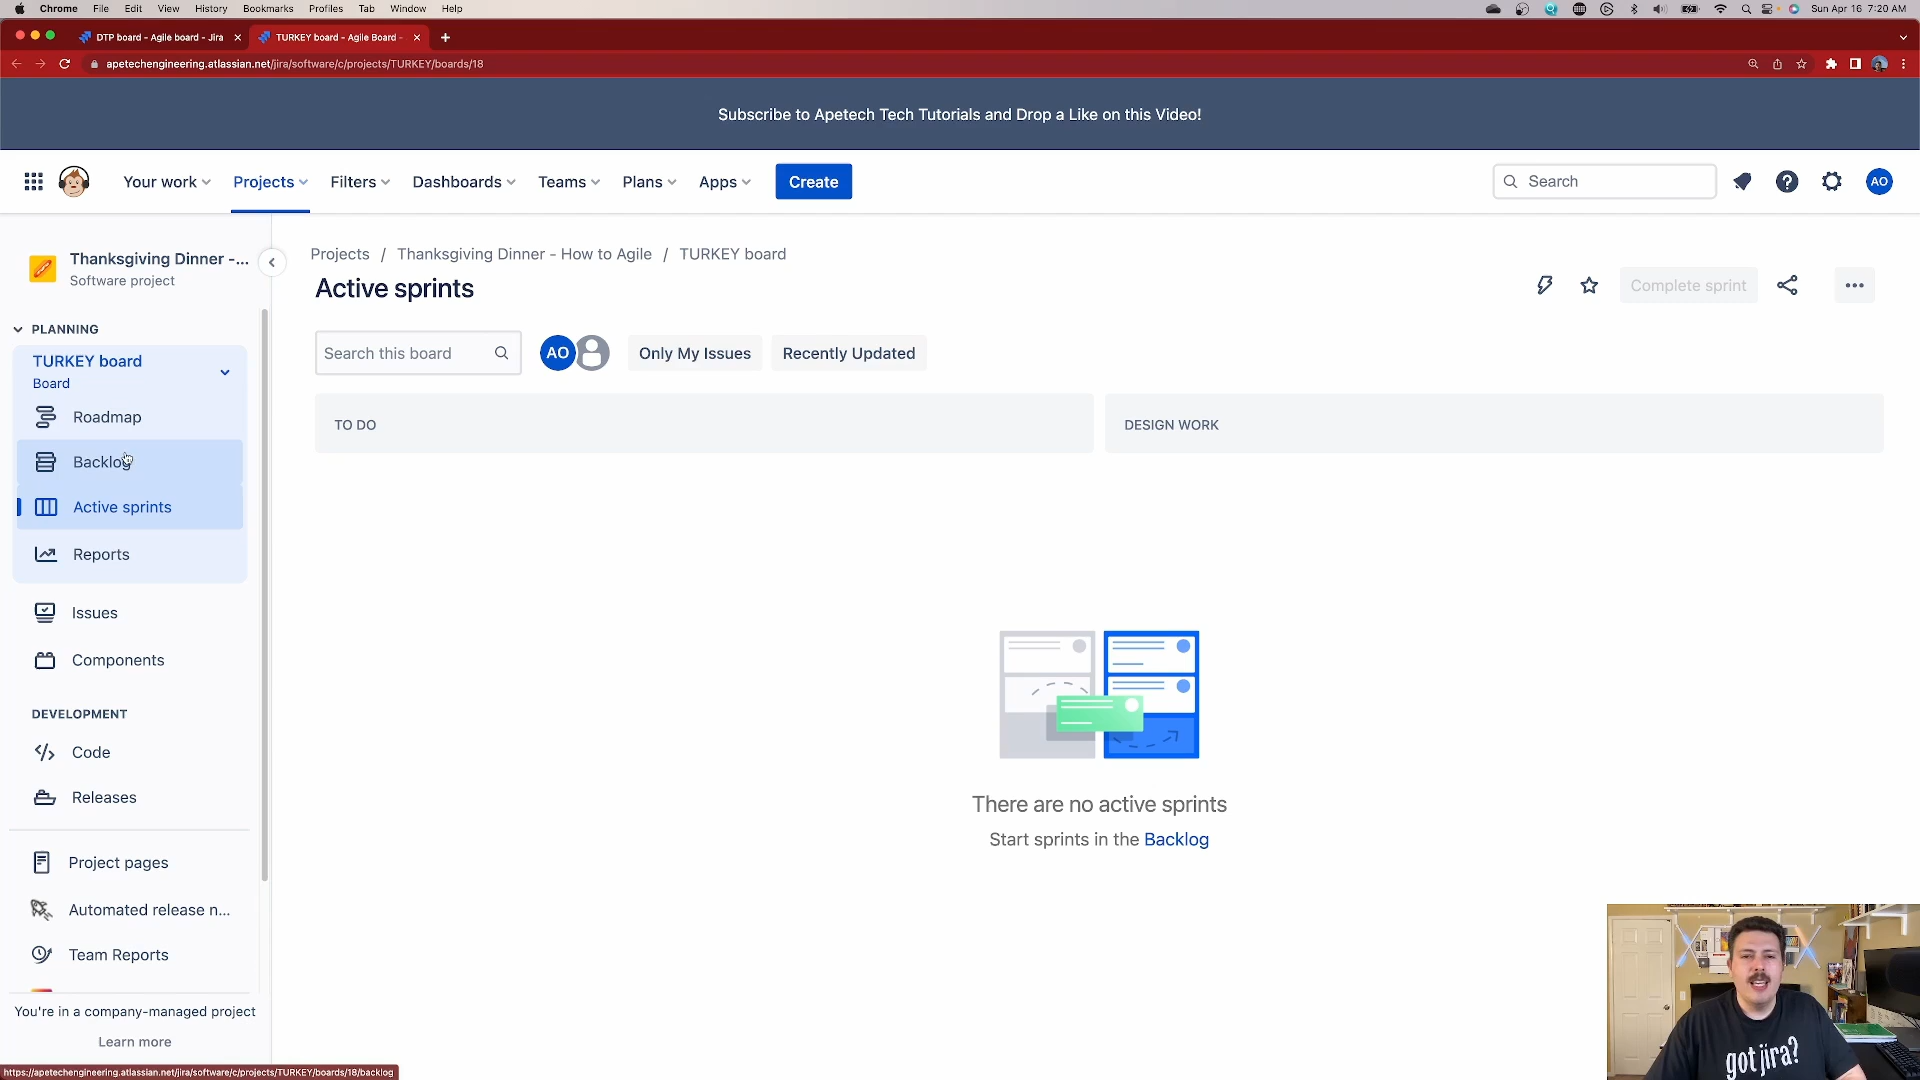 Chrome File Edit View History Bookmarks Profiles Tab Window Help
Sun Apr 16 7:20 AM
DTP board - Agile board - Jira
TURKEY board - Agile Board -
apetechengineering.atlassian.net/jira/software/c/projects/TURKEY/boards/18
Subscribe to Apetech Tech Tutorials and Drop a Like on this Video!
Your work Projects Filters Dashboards Teams Plans Apps Create
Search
AO
Thanksgiving Dinner -...
Software project
PLANNING
TURKEY board
Board
Roadmap
Backlog
Active sprints
Reports
Issues
Components
DEVELOPMENT
Code
Releases
Project pages
Automated release n...
Team Reports
You're in a company-managed project
Learn more
https://apetechengineering.atlassian.net/jira/software/c/projects/TURKEY/boards/18/backlog
Projects / Thanksgiving Dinner - How to Agile / TURKEY board
Active sprints
Complete sprint
Search this board
AO
Only My Issues
Recently Updated
TO DO
DESIGN WORK
There are no active sprints
Start sprints in the Backlog
got jira?